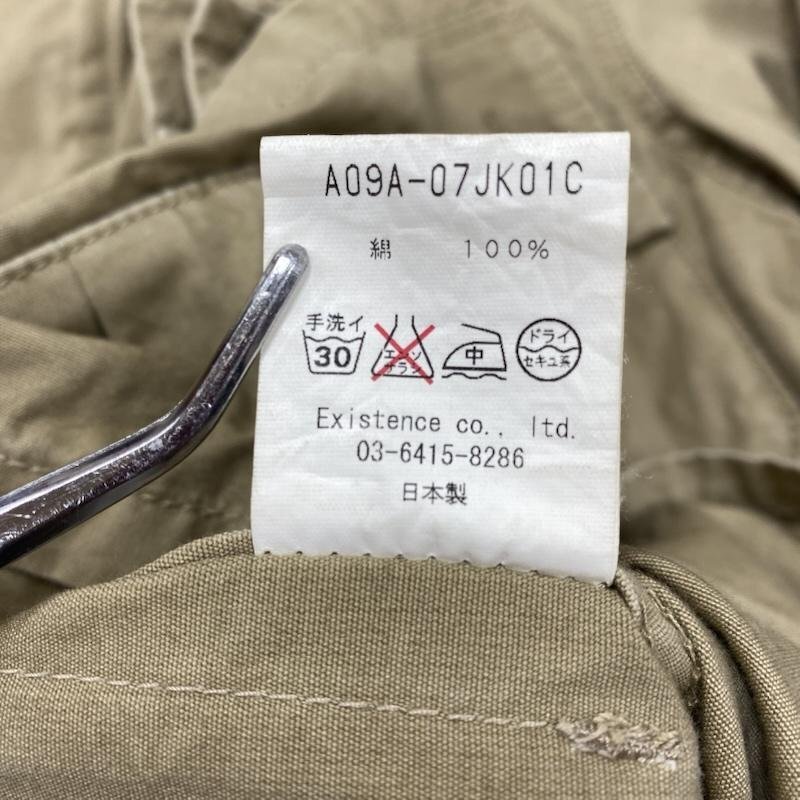 A09A-07JK01C
綿 100%
手洗イ
30
エンソ
サラシ
中
ドライ
セキユ系
Existence co., ltd.
03-6415-8286
日本製